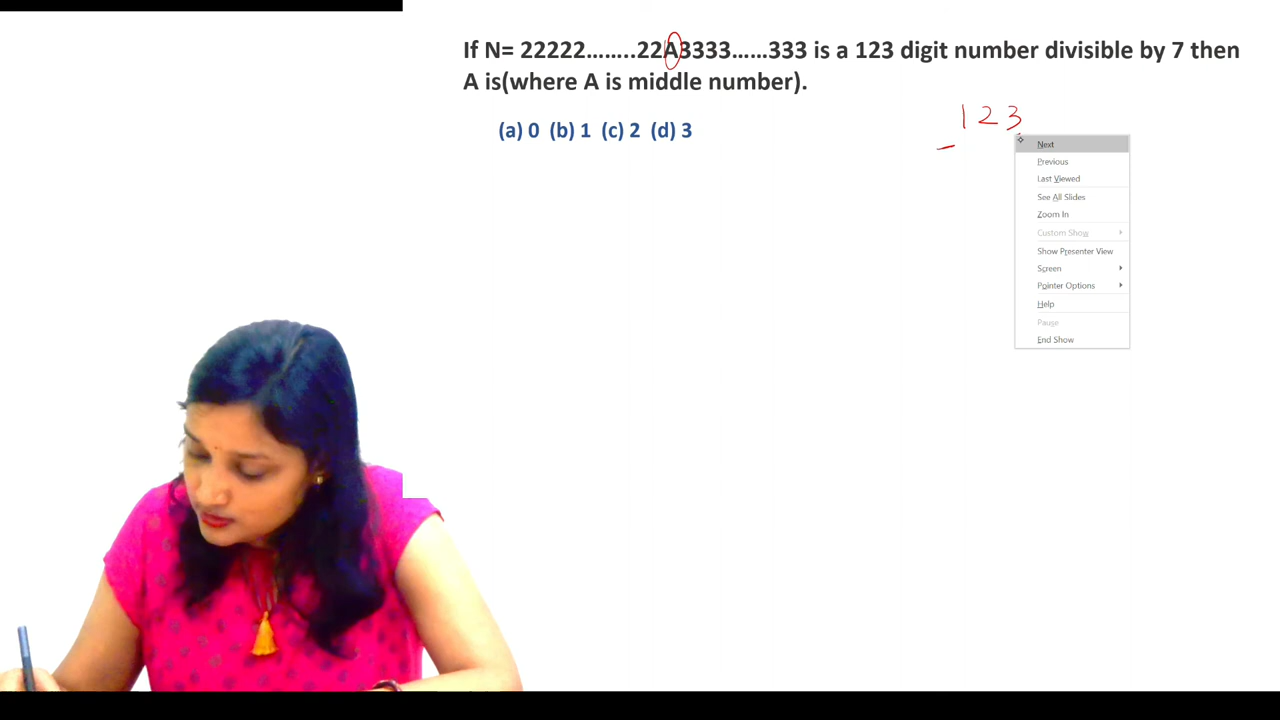 If N= 22222……..22A3333……333 is a 123 digit number divisible by 7 then
A is(where A is middle number).
(a) 0 (b) 1 (c) 2 (d) 3
123
Next
Previous
Last Viewed
See All Slides
Zoom In
Custom Show
Show Presenter View
Screen
Pointer Options
Help
Pause
End Show